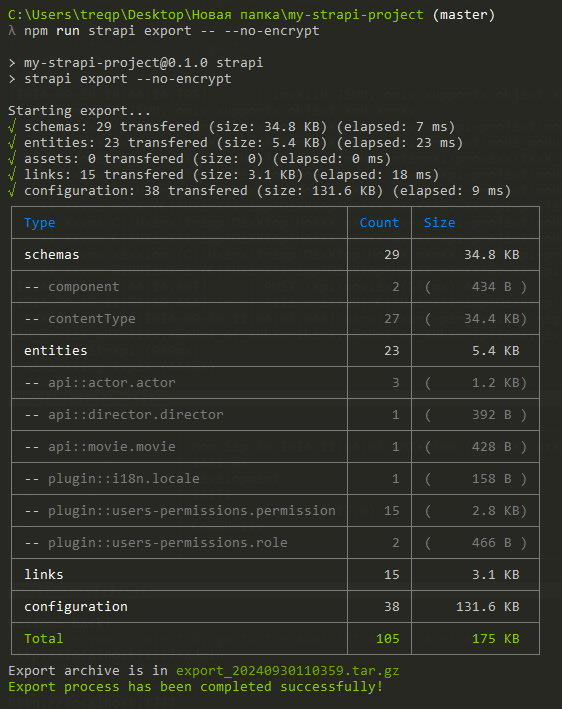 C:\Users\treqp\Desktop\Новая папка\my-strapi-project (master)
λ npm run strapi export -- --no-encrypt
> my-strapi-project@0.1.0 strapi
> strapi export --no-encrypt
Starting export...
√ schemas: 29 transfered (size: 34.8 KB) (elapsed: 7 ms)
√ entities: 23 transfered (size: 5.4 KB) (elapsed: 23 ms)
√ assets: 0 transfered (size: 0) (elapsed: 0 ms)
√ links: 15 transfered (size: 3.1 KB) (elapsed: 18 ms)
√ configuration: 38 transfered (size: 131.6 KB) (elapsed: 9 ms)
Type Count Size
schemas 29 34.8 KB
-- component 2 ( 434 B )
-- contentType 27 ( 34.4 KB)
entities 23 5.4 KB
-- api::actor.actor 3 ( 1.2 KB)
-- api::director.director 1 ( 392 B )
-- api::movie.movie 1 ( 428 B )
-- plugin::i18n.locale 1 ( 158 B )
-- plugin::users-permissions.permission 15 ( 2.8 KB)
-- plugin::users-permissions.role 2 ( 466 B )
links 15 3.1 KB
configuration 38 131.6 KB
Total 105 175 KB
Export archive is in export_20240930110359.tar.gz
Export process has been completed successfully!